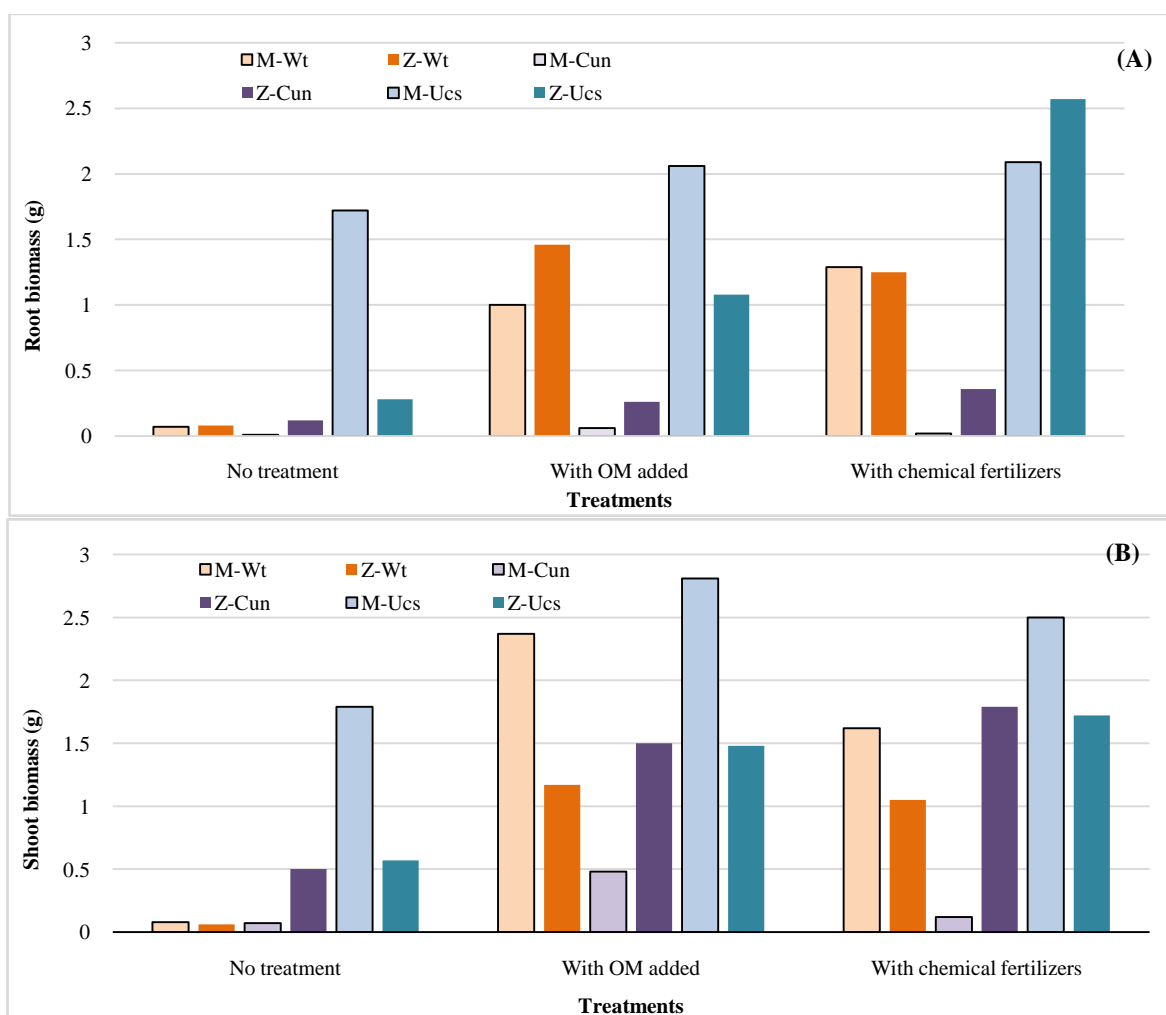 3
(A)
M-Wt Z-Wt M-Cun
Z-Cun M-Ucs Z-Ucs
2.5
2
1.5
1
0.5
0
Root biomass (g)
No treatment With OM added With chemical fertilizers
Treatments
3
(B)
M-Wt Z-Wt M-Cun
Z-Cun M-Ucs Z-Ucs
2.5
2
1.5
1
0.5
0
Shoot biomass (g)
No treatment With OM added With chemical fertilizers
Treatments